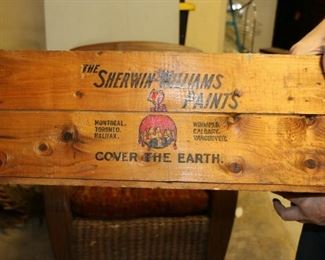 THE
SHERWIN-WILLIAMS
PAINTS
MONTREAL.
TORONTO.
HALIFAX.
WINNIPEG.
CALGARY.
VANCOUVER.
COVER THE EARTH.